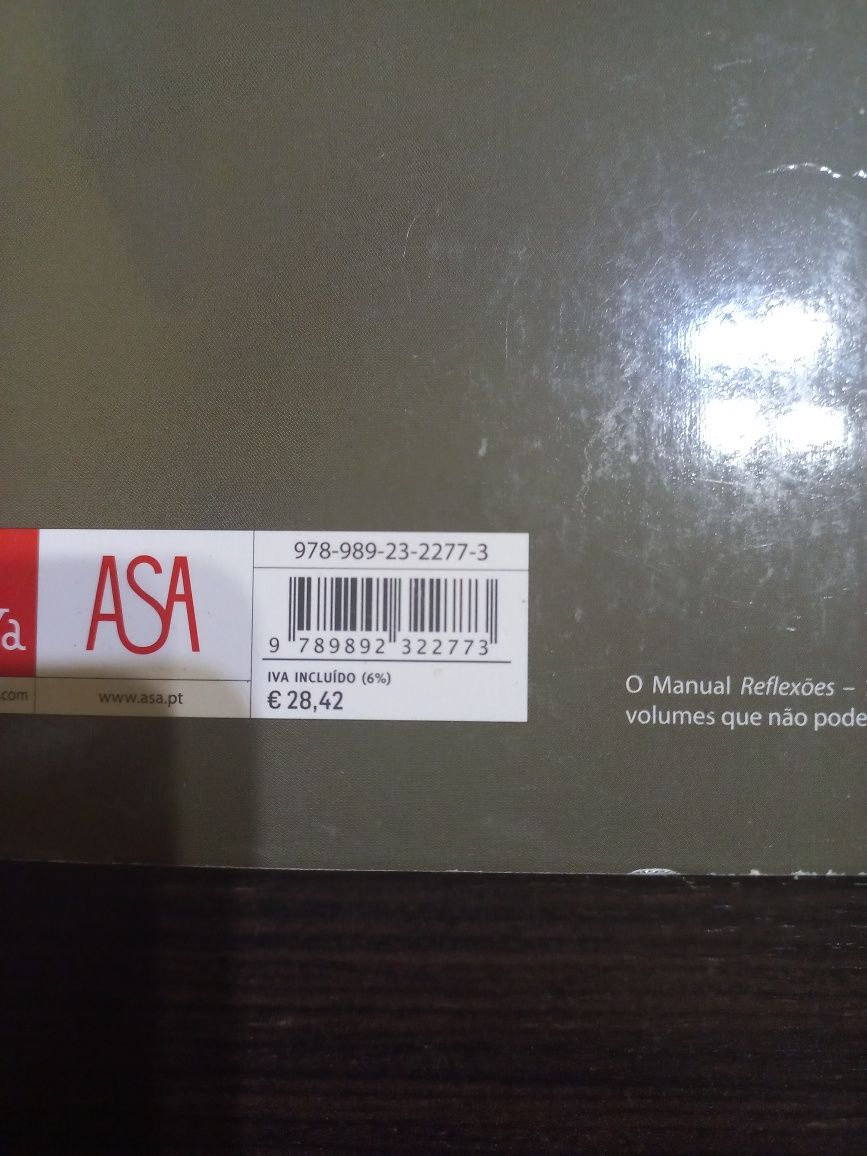 978-989-23-2277-3
ASA
9 789892 322773
IVA INCLUÍDO (6%)
€ 28,42
.com
www.asa.pt
O Manual Reflexões –
volumes que não pode